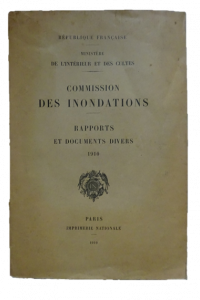 RÉPUBLIQUE FRANÇAISE
MINISTÈRE
DE L'INTÉRIEUR ET DES CULTES
COMMISSION
DES INONDATIONS
RAPPORTS
ET DOCUMENTS DIVERS
1910
PARIS
IMPRIMERIE NATIONALE